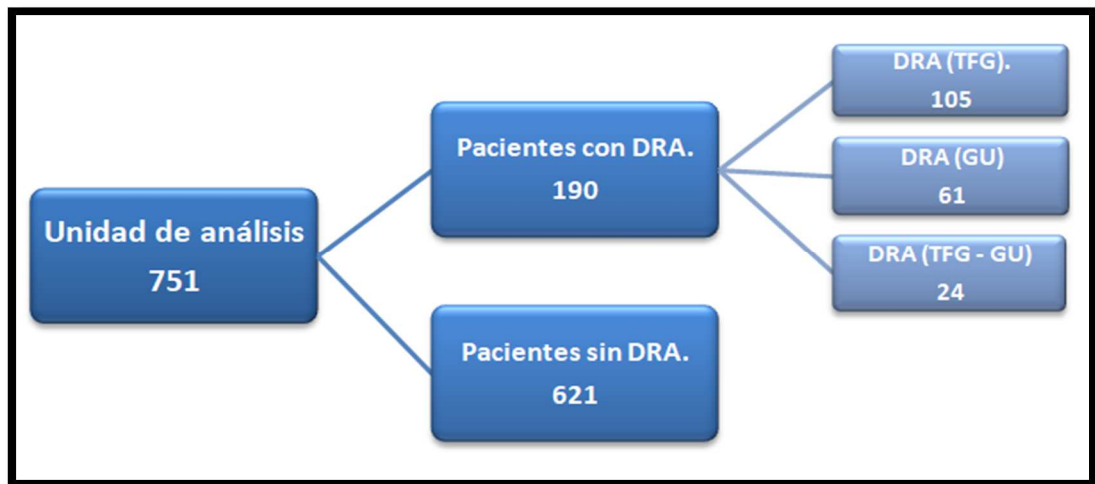 Unidad de análisis
751
Pacientes con DRA.
190
Pacientes sin DRA.
621
DRA (TFG).
105
DRA (GU)
61
DRA (TFG - GU)
24